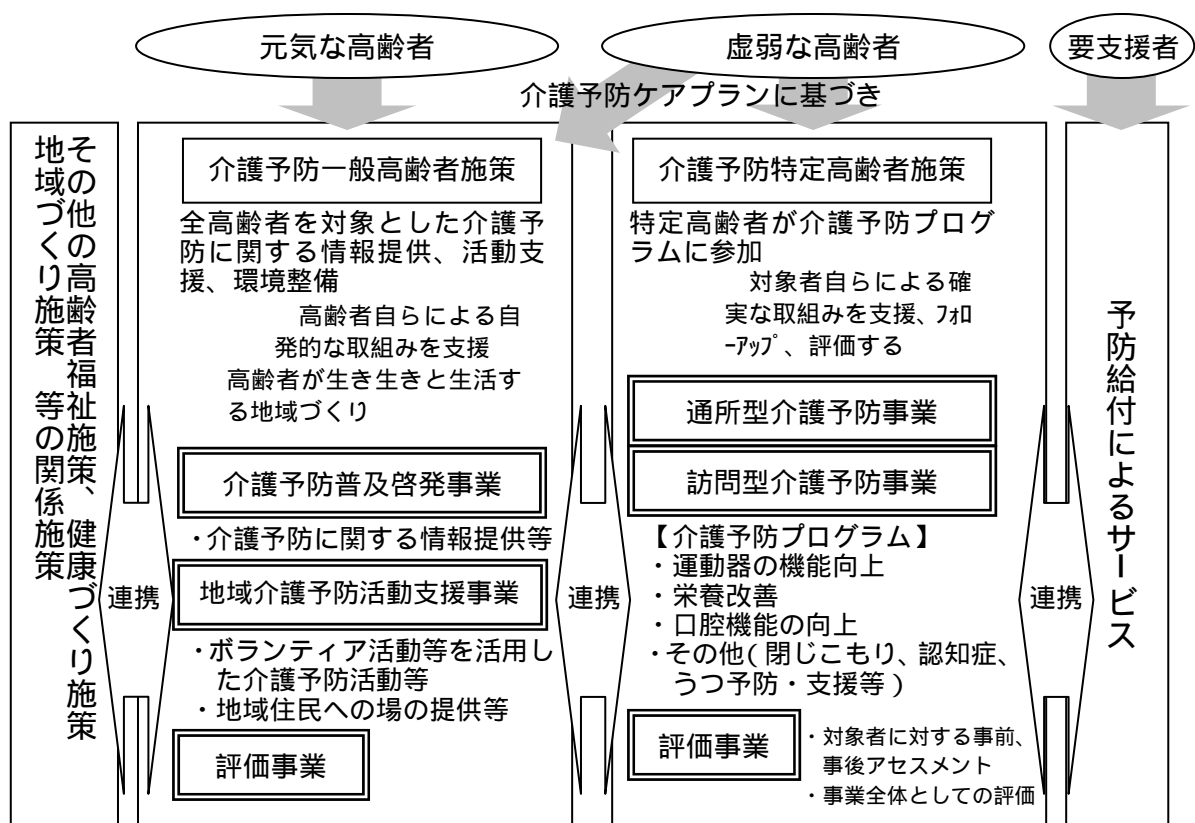 元気な高齢者
虚弱な高齢者
要支援者
介護予防ケアプランに基づき
その他の高齢者福祉施策、健康づくり施策
地域づくり施策　等の関係施策
連携
介護予防一般高齢者施策
全高齢者を対象とした介護予
防に関する情報提供、活動支
援、環境整備
高齢者自らによる自
発的な取組みを支援
高齢者が生き生きと生活す
る地域づくり
介護予防普及啓発事業
・介護予防に関する情報提供等
地域介護予防活動支援事業
・ボランティア活動等を活用し
た介護予防活動等
・地域住民への場の提供等
評価事業
連携
介護予防特定高齢者施策
特定高齢者が介護予防プログ
ラムに参加
対象者自らによる確
実な取組みを支援、ﾌｫﾛ
ｰｱｯﾌﾟ、評価する
通所型介護予防事業
訪問型介護予防事業
【介護予防プログラム】
・運動器の機能向上
・栄養改善
・口腔機能の向上
・その他(閉じこもり、認知症、
うつ予防・支援等)
評価事業
・対象者に対する事前、
事後アセスメント
・事業全体としての評価
連携
予防給付によるサービス